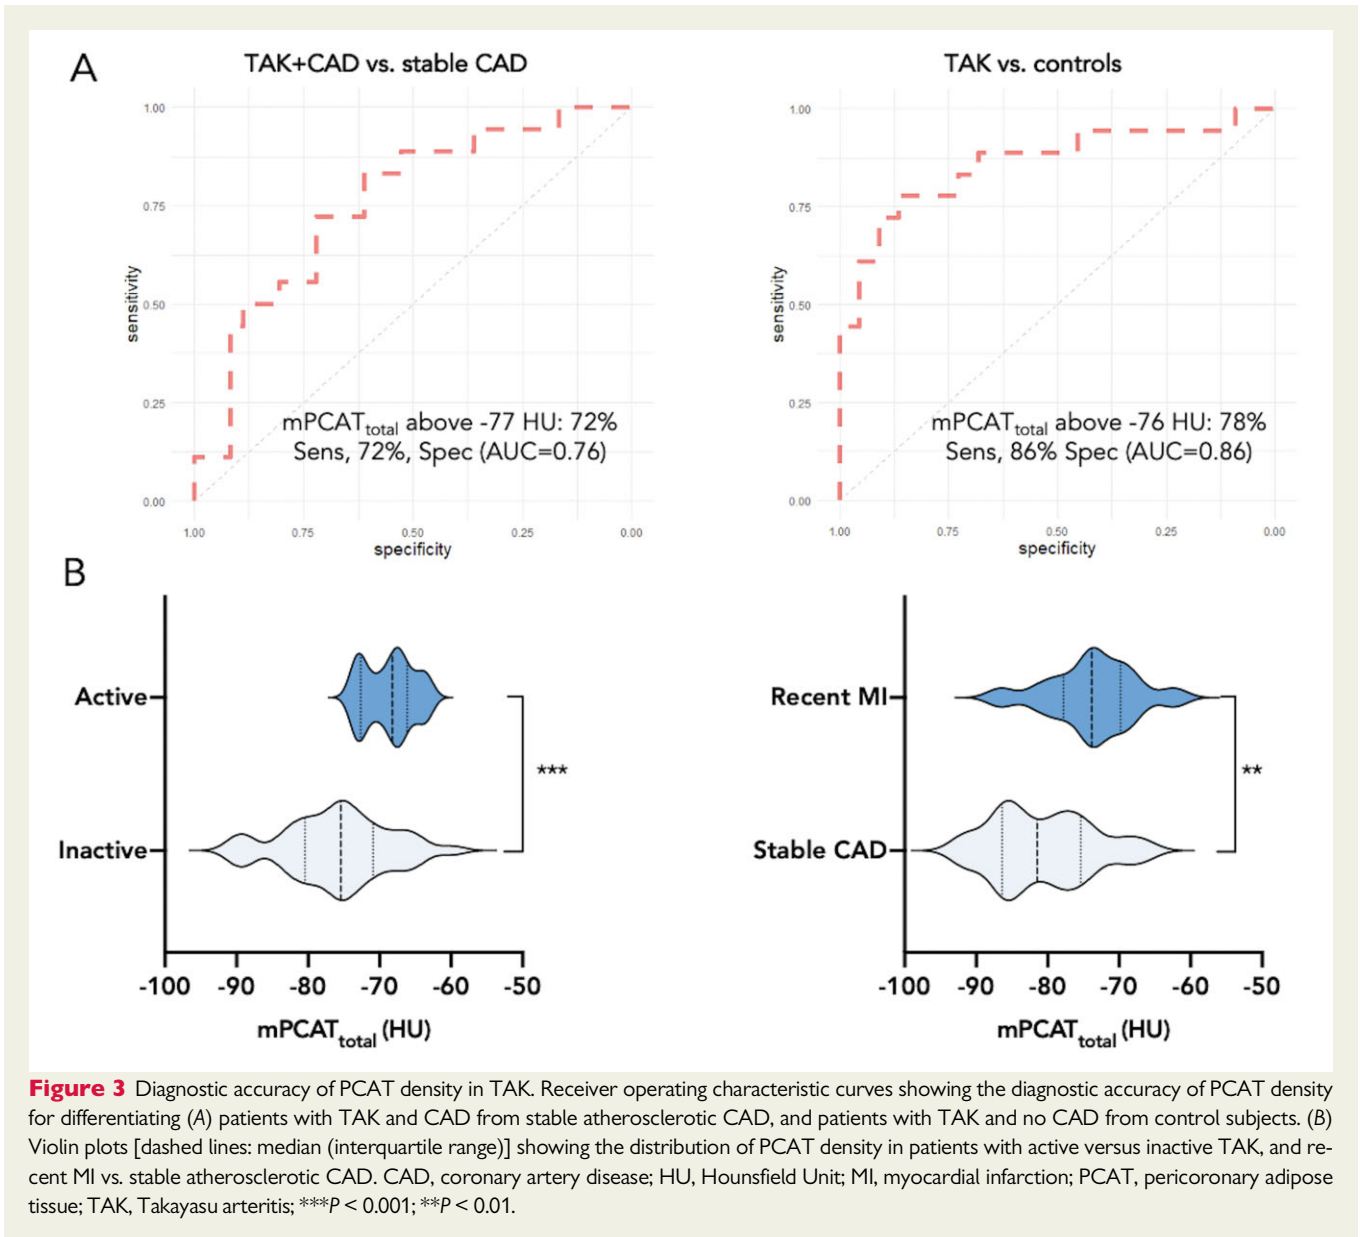 A
TAK+CAD vs. stable CAD
1.00
0.75
0.50
0.25
0.00
sensitivity
mPCATtotal above -77 HU: 72%
Sens, 72%, Spec (AUC=0.76)
1.00 0.75 0.50 0.25 0.00
specificity
TAK vs. controls
1.00
0.75
0.50
0.25
0.00
sensitivity
mPCATtotal above -76 HU: 78%
Sens, 86% Spec (AUC=0.86)
1.00 0.75 0.50 0.25 0.00
specificity
B
Active
***
Inactive
-100 -90 -80 -70 -60 -50
mPCATtotal (HU)
Recent MI
**
Stable CAD
-100 -90 -80 -70 -60 -50
mPCATtotal (HU)
Figure 3 Diagnostic accuracy of PCAT density in TAK. Receiver operating characteristic curves showing the diagnostic accuracy of PCAT density
for differentiating (A) patients with TAK and CAD from stable atherosclerotic CAD, and patients with TAK and no CAD from control subjects. (B)
Violin plots [dashed lines: median (interquartile range)] showing the distribution of PCAT density in patients with active versus inactive TAK, and re-
cent MI vs. stable atherosclerotic CAD. CAD, coronary artery disease; HU, Hounsfield Unit; MI, myocardial infarction; PCAT, pericoronary adipose
tissue; TAK, Takayasu arteritis; ***P < 0.001; **P < 0.01.